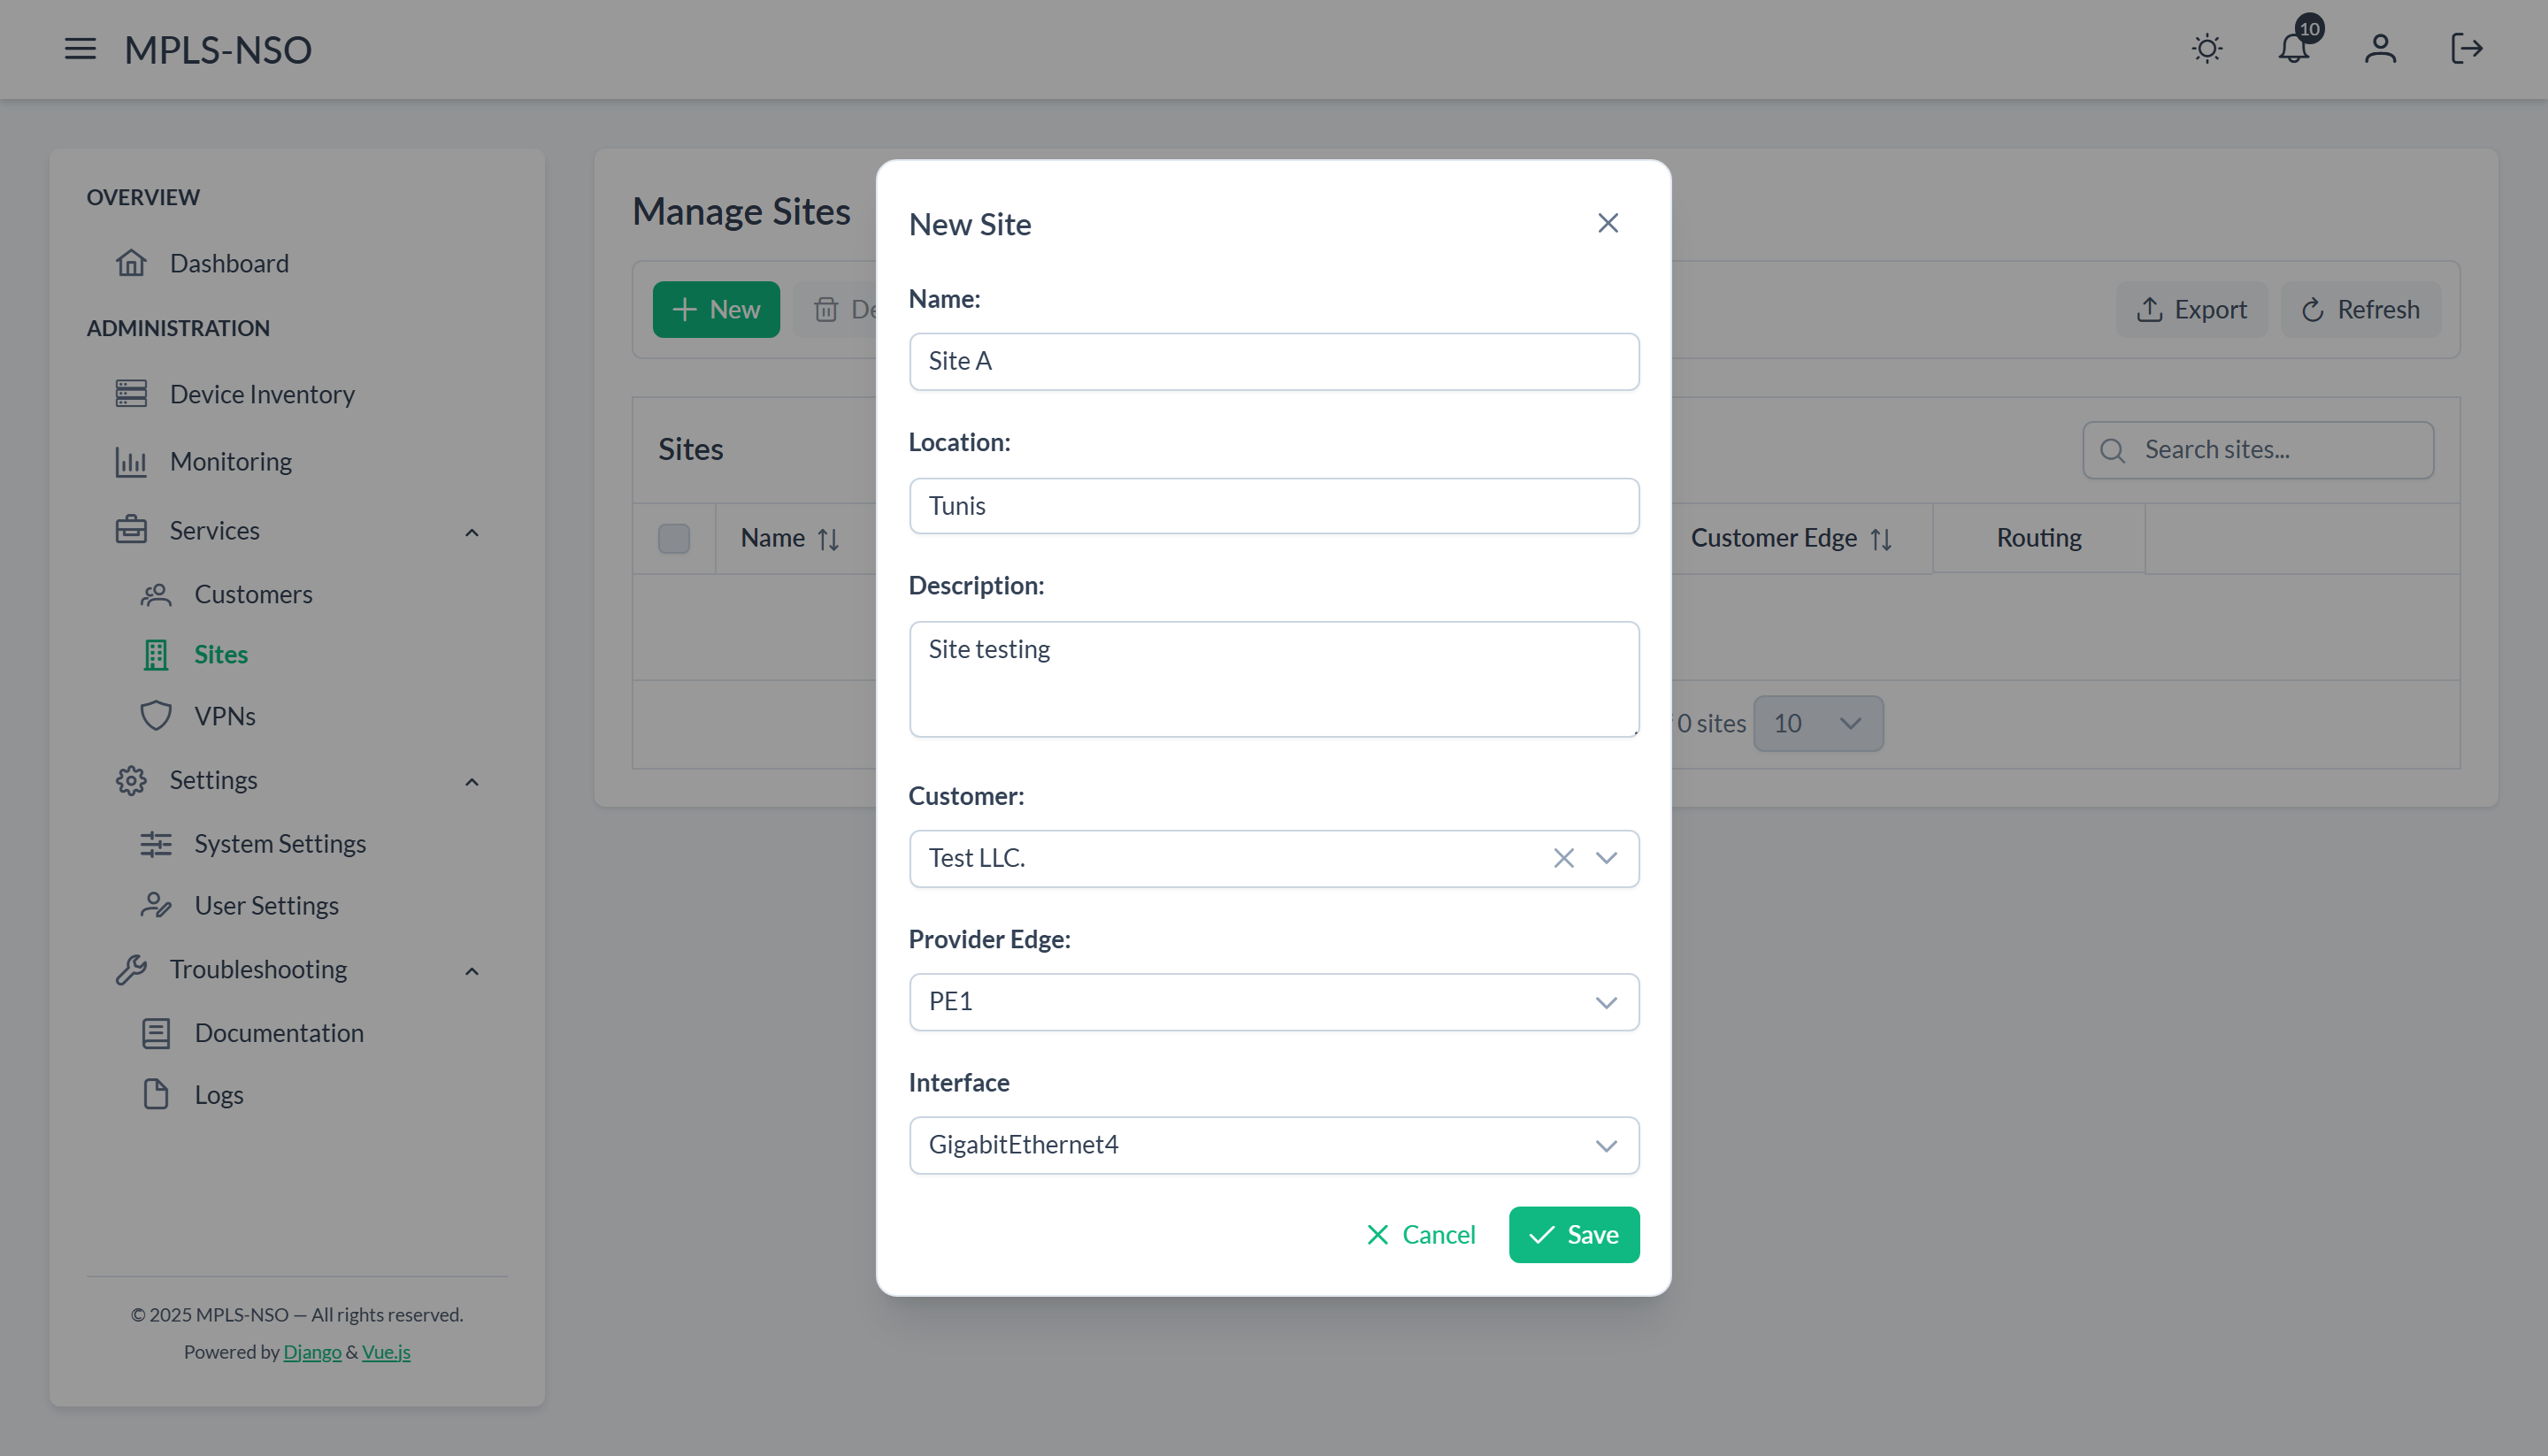 MPLS-NSO
10
OVERVIEW
Dashboard
ADMINISTRATION
Device Inventory
Monitoring
Services
Customers
Sites
VPNs
Settings
System Settings
User Settings
Troubleshooting
Documentation
Logs
© 2025 MPLS-NSO — All rights reserved.
Powered by Django & Vue.js
Manage Sites
New
Export
Refresh
Sites
Search sites...
Name
Customer Edge
Routing
0 sites
10
New Site
Name:
Site A
Location:
Tunis
Description:
Site testing
Customer:
Test LLC.
Provider Edge:
PE1
Interface
GigabitEthernet4
Cancel
Save